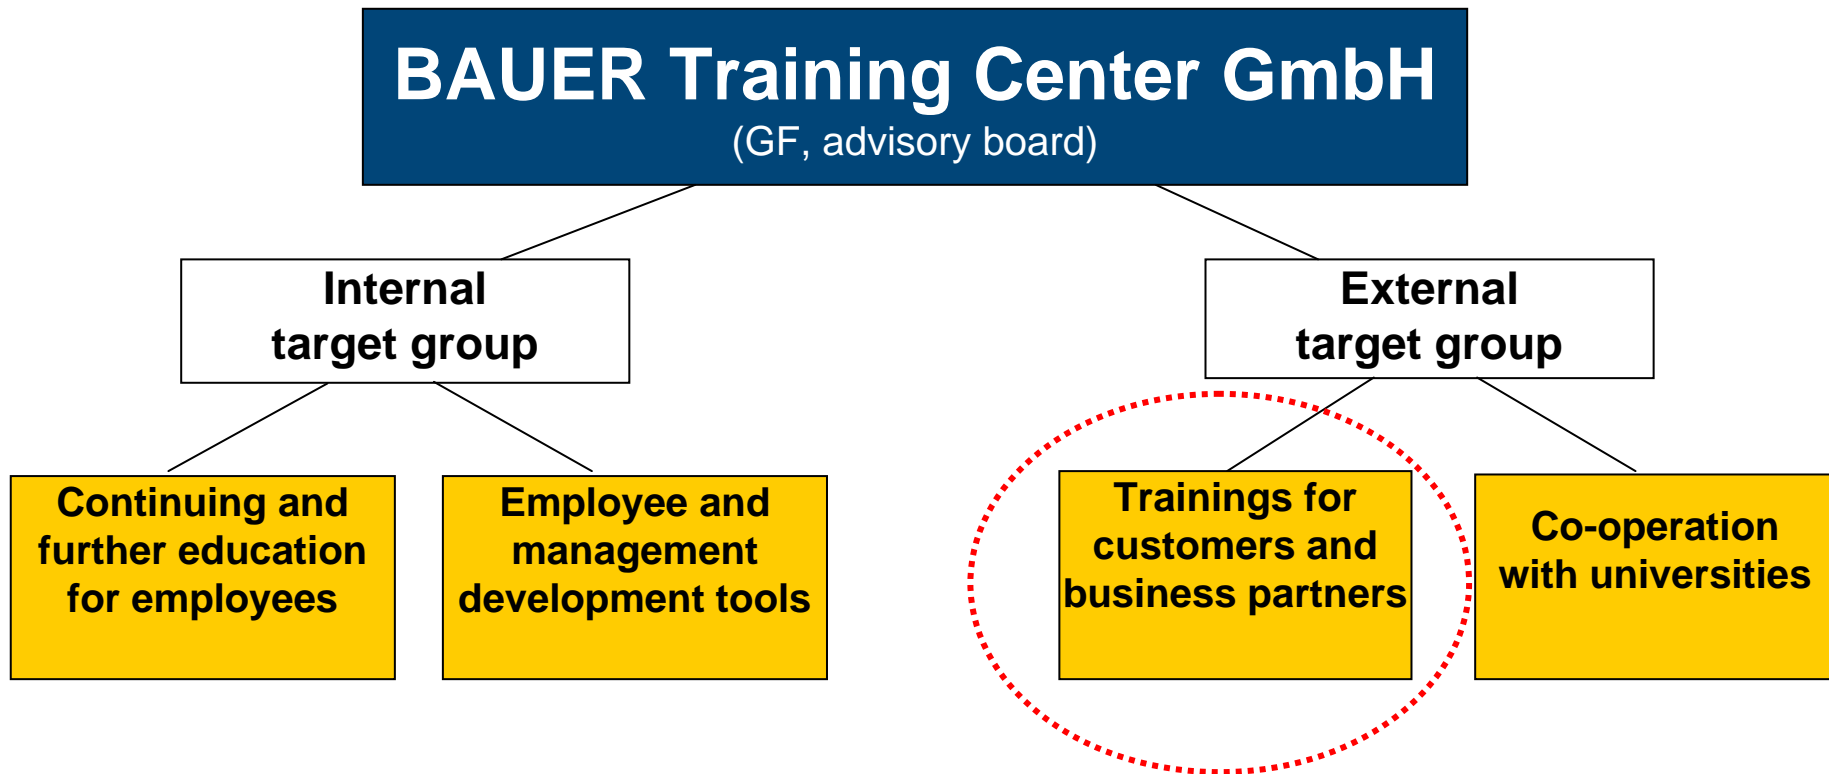 BAUER Training Center GmbH
(GF, advisory board)
Internal
target group
External
target group
Continuing and
further education
for employees
Employee and
management
development tools
Trainings for
customers and
business partners
Co-operation
with universities